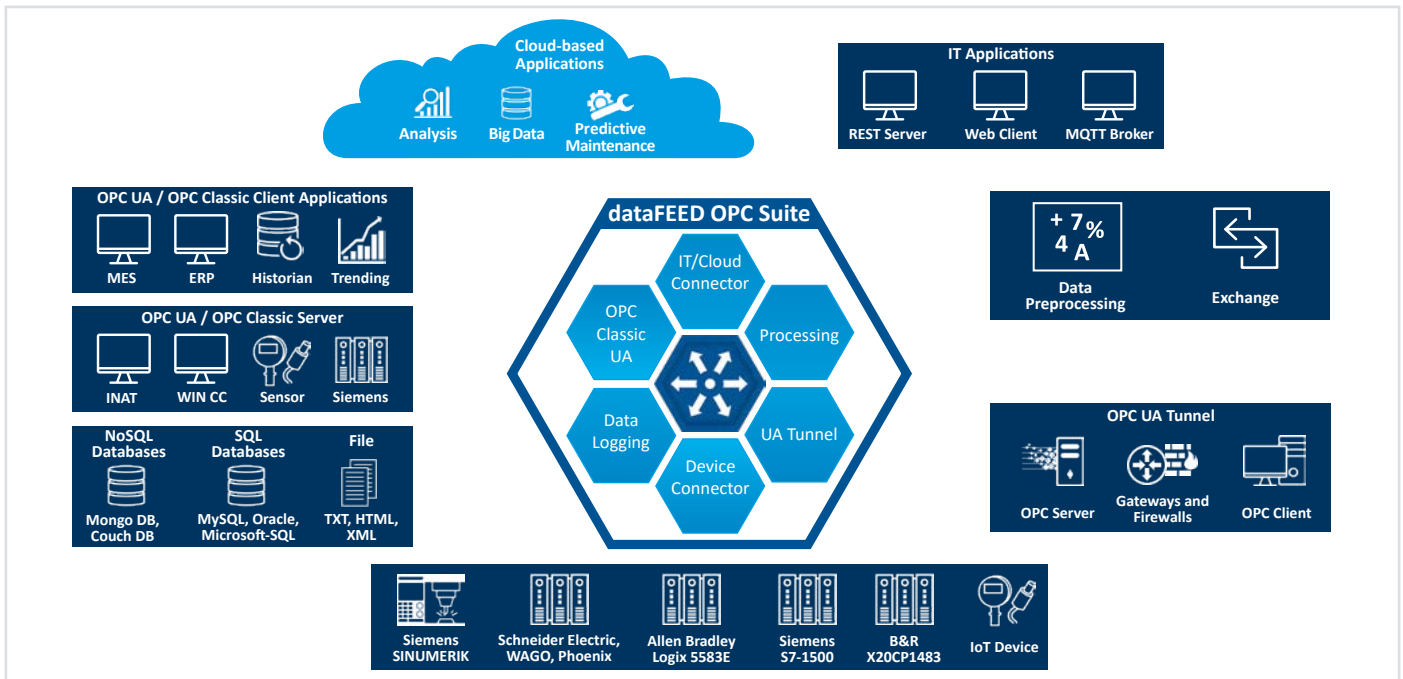 Cloud-based
Applications
Analysis
Big Data
Predictive
Maintenance
IT Applications
REST Server
Web Client
MQTT Broker
OPC UA / OPC Classic Client Applications
MES
ERP
Historian
Trending
OPC UA / OPC Classic Server
INAT
WIN CC
Sensor
Siemens
NoSQL
Databases
SQL
Databases
File
Mongo DB,
Couch DB
MySQL, Oracle,
Microsoft-SQL
TXT, HTML,
XML
dataFEED OPC Suite
IT/Cloud
Connector
OPC
Classic
UA
Processing
Data
Logging
UA Tunnel
Device
Connector
+ 7%
4 A
Data
Preprocessing
Exchange
OPC UA Tunnel
OPC Server
Gateways and
Firewalls
OPC Client
Siemens
SINUMERIK
Schneider Electric,
WAGO, Phoenix
Allen Bradley
Logix 5583E
Siemens
S7-1500
B&R
X20CP1483
IoT Device